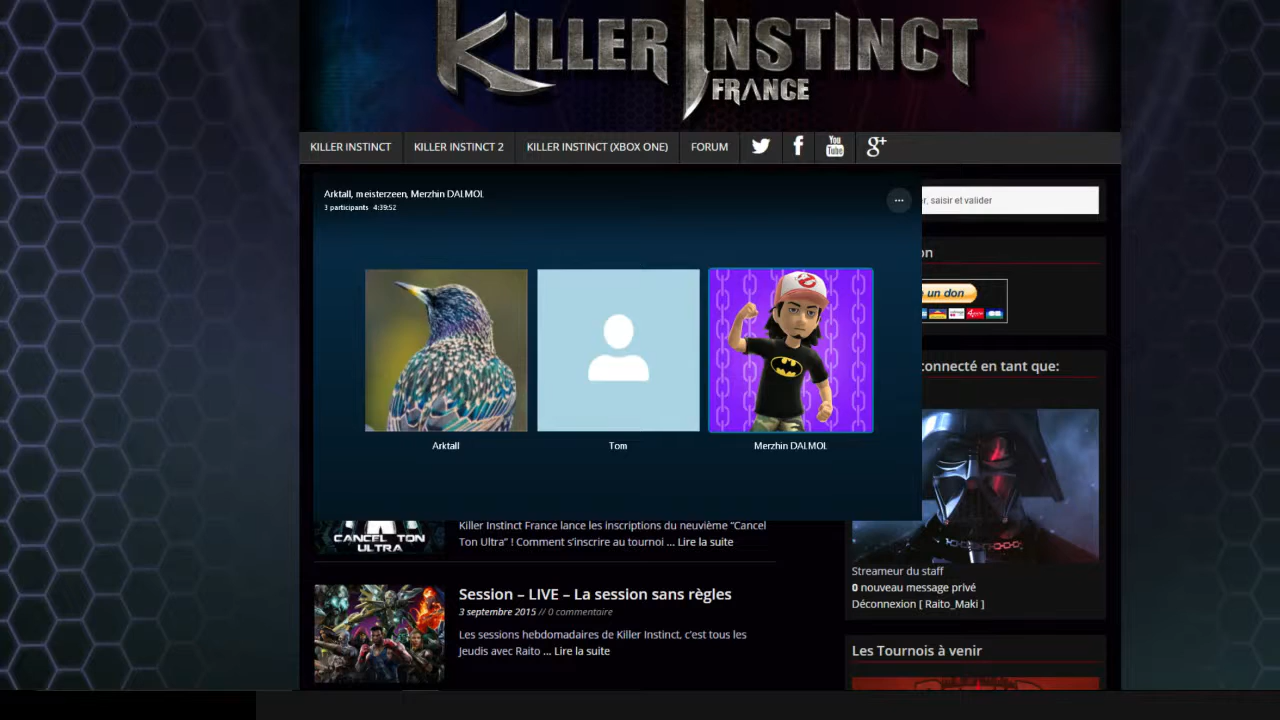 KILLER INSTINCT
FRANCE
KILLER INSTINCT
KILLER INSTINCT 2
KILLER INSTINCT (XBOX ONE)
FORUM
You
Tube
g+
Arktall, meisterzeen, Merzhin DALMOL
3 participants 4:39:52
Arktall
Tom
Merzhin DALMOL
saisir et valider
un don
connecté en tant que:
Streameur du staff
0 nouveau message privé
Déconnexion [ Raito_Maki ]
Les Tournois à venir
CANCEL TON
ULTRA
Killer Instinct France lance les inscriptions du neuvième “Cancel
Ton Ultra” ! Comment s’inscrire au tournoi ... Lire la suite
Session – LIVE – La session sans règles
3 septembre 2015 // 0 commentaire
Les sessions hebdomadaires de Killer Instinct, c'est tous les
Jeudis avec Raito ... Lire la suite